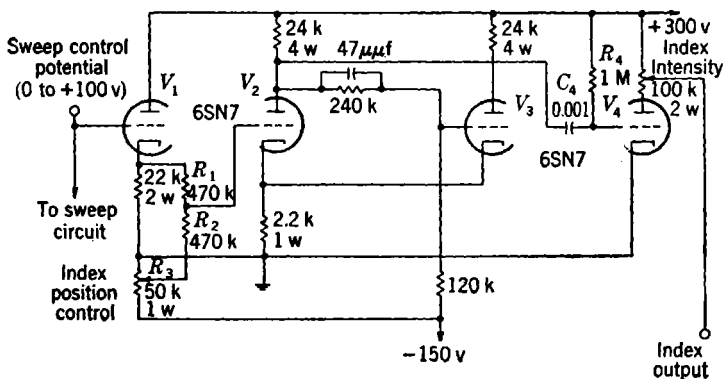 Sweep control
potential
(0 to +100 v)
V₁
24 k
4 w
47μμf
V₂
6SN7
240 k
24 k
4 w
V₃
6SN7
C₄
0.001
R₄
1 M
V₄
+300 v
Index
Intensity
100 k
2 w
To sweep
circuit
22 k
2 w
R₁
470 k
R₂
470 k
2.2 k
1 w
Index
position
control
R₃
50 k
1 w
120 k
−150 v
Index
output